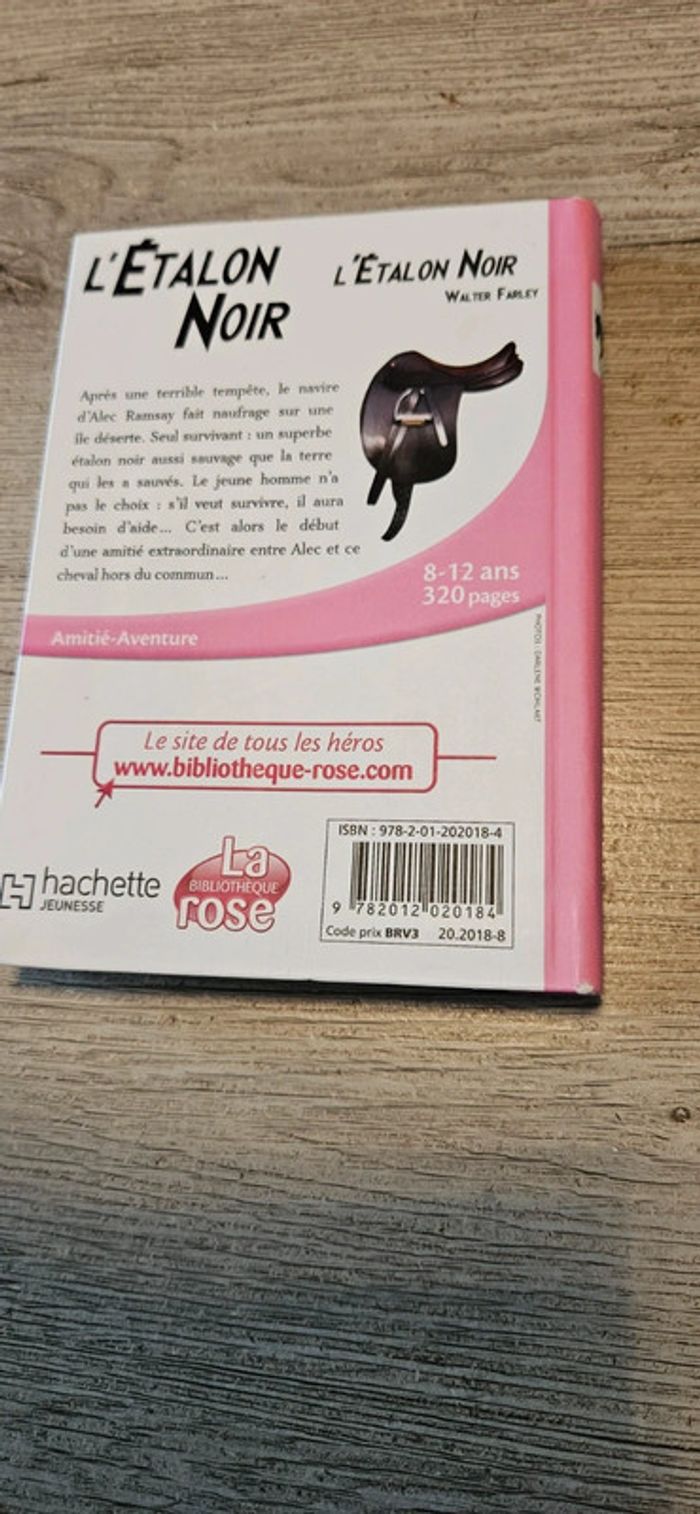 L'ÉTALON
NOIR
L'ÉTALON NOIR
WALTER FARLEY
Après une terrible tempête, le navire
d'Alec Ramsay fait naufrage sur une
île déserte. Seul survivant : un superbe
étalon noir aussi sauvage que la terre
qui les a sauvés. Le jeune homme n'a
pas le choix : s'il veut survivre, il aura
besoin d'aide... C'est alors le début
d'une amitié extraordinaire entre Alec et ce
cheval hors du commun...
8-12 ans
320 pages
Amitié-Aventure
Le site de tous les héros
www.bibliotheque-rose.com
hachette
JEUNESSE
La
BIBLIOTHÈQUE
rose
ISBN : 978-2-01-202018-4
9 782012 020184
Code prix BRV3 20.2018-8